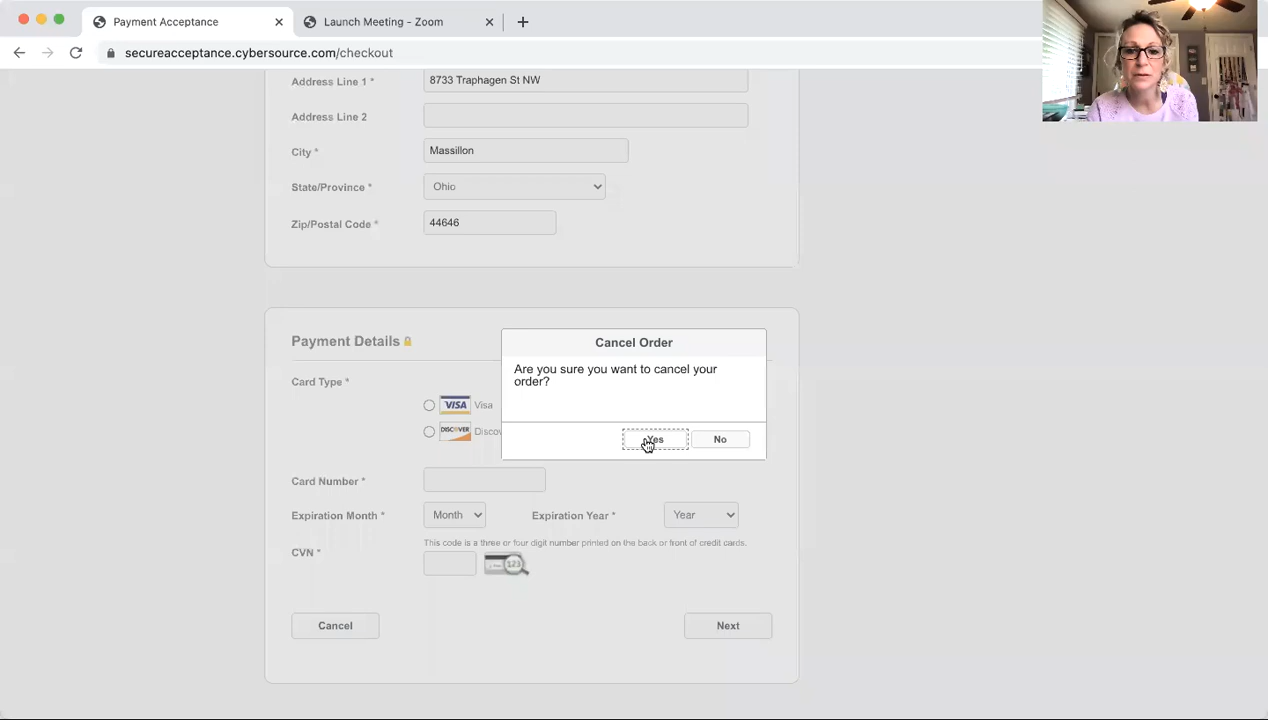 Payment Acceptance
Launch Meeting - Zoom
secureacceptance.cybersource.com/checkout
Address Line 1 * 8733 Traphagen St NW
Address Line 2
City * Massillon
State/Province * Ohio
Zip/Postal Code * 44646
Payment Details
Cancel Order
Are you sure you want to cancel your
order?
Yes No
Card Type *
VISA Visa
DISCOVER Discov
Card Number *
Expiration Month * Month Expiration Year * Year
This code is a three or four digit number printed on the back or front of credit cards.
CVN *
123
Cancel Next